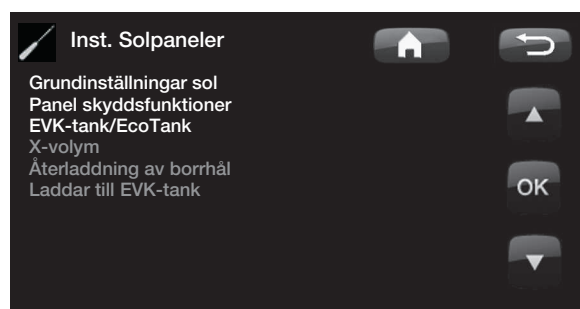 Inst. Solpaneler
Grundinställningar sol
Panel skyddsfunktioner
EVK-tank/EcoTank
X-volym
Återladdning av borrhål
Laddar till EVK-tank
OK